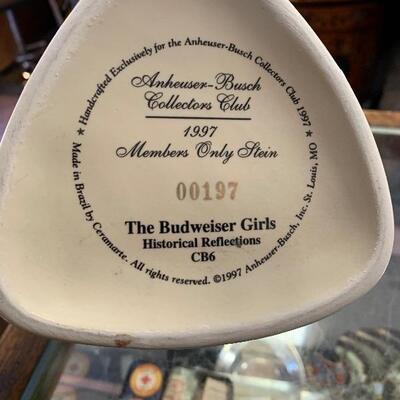 ★ Handcrafted Exclusively for the Anheuser-Busch Collectors Club 1997 ★
Anheuser-Busch
Collectors Club
1997
Members Only Stein
00197
The Budweiser Girls
Historical Reflections
CB6
Made in Brazil by Ceramarte. All rights reserved. ©1997 Anheuser-Busch, Inc. St. Louis, MO